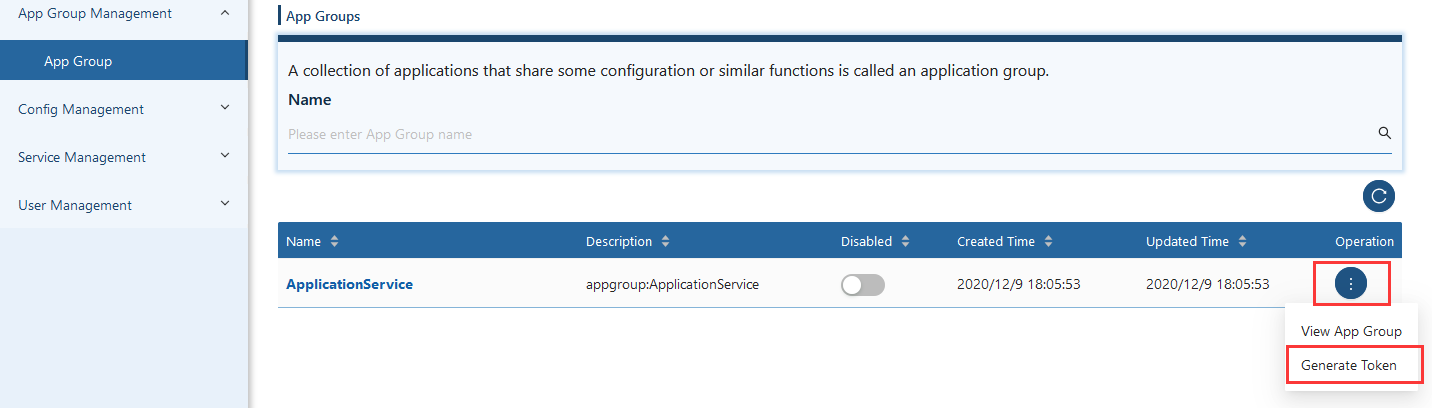 App Group Management
App Group
Config Management
Service Management
User Management
App Groups
A collection of applications that share some configuration or similar functions is called an application group.
Name
Please enter App Group name
Name Description Disabled Created Time Updated Time Operation
ApplicationService appgroup:ApplicationService 2020/12/9 18:05:53 2020/12/9 18:05:53
View App Group
Generate Token